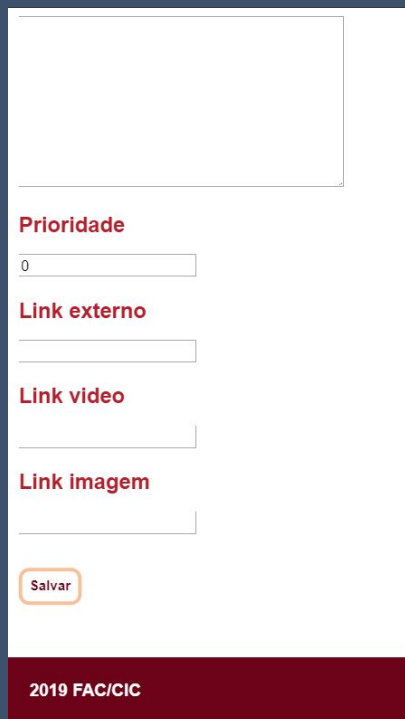 Prioridade
0
Link externo
Link video
Link imagem
Salvar
2019 FAC/CIC